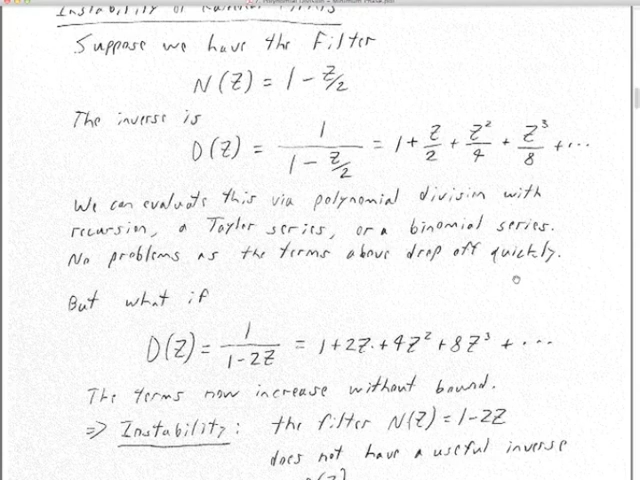 Instability of
Suppose we have the Filter
N(Z) = 1 - Z/2
The inverse is
D(Z) = 1/(1 - Z/2) = 1 + Z/2 + Z²/4 + Z³/8 + ...
We can evaluate this via polynomial division with
recursion, a Taylor series, or a binomial series.
No problems as the terms above drop off quickly.
But what if
D(Z) = 1/(1-2Z) = 1+2Z+4Z²+8Z³ + ...
The terms now increase without bound.
=> Instability: the filter N(Z) = 1-2Z
does not have a useful inverse